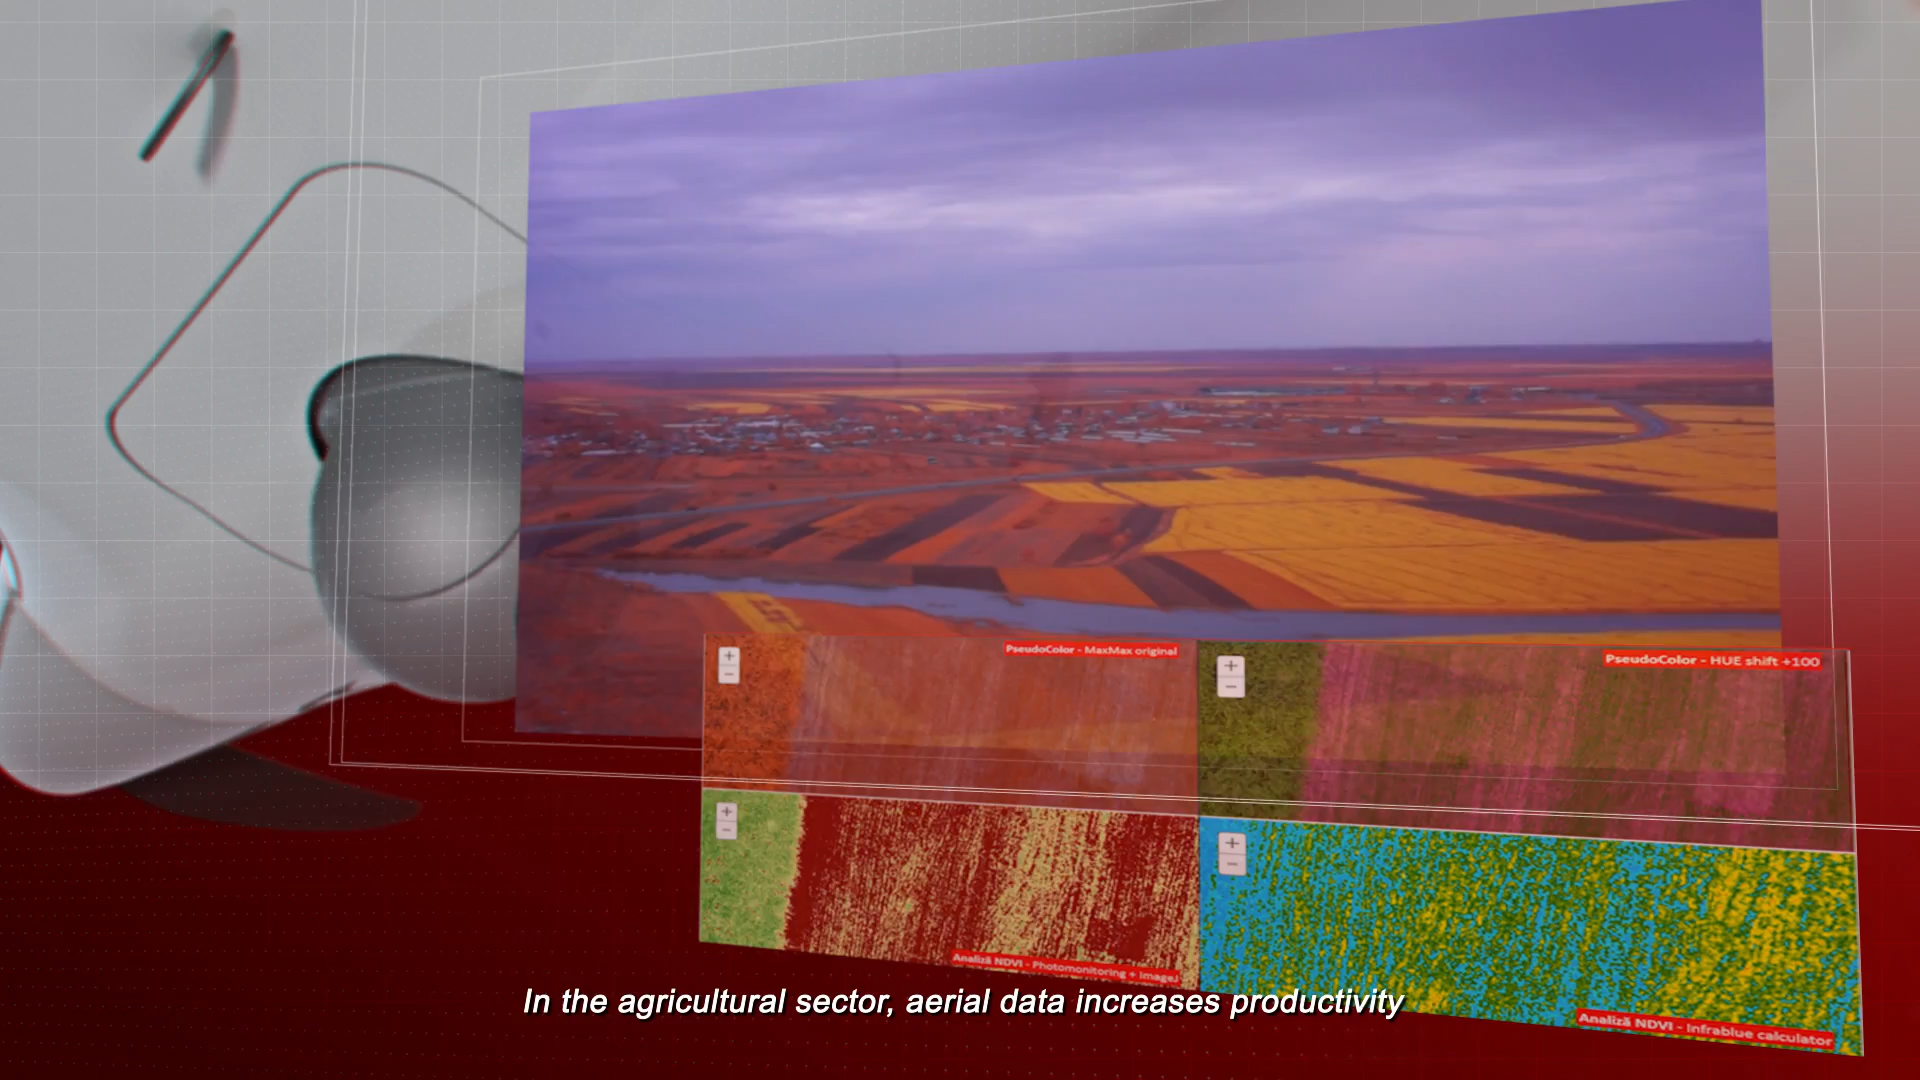 PseudoColor - MaxMax original
PseudoColor - HUE shift +100
Analiză NDVI - Photomonitoring + ImageJ
Analiză NDVI - Infrablue calculator
In the agricultural sector, aerial data increases productivity